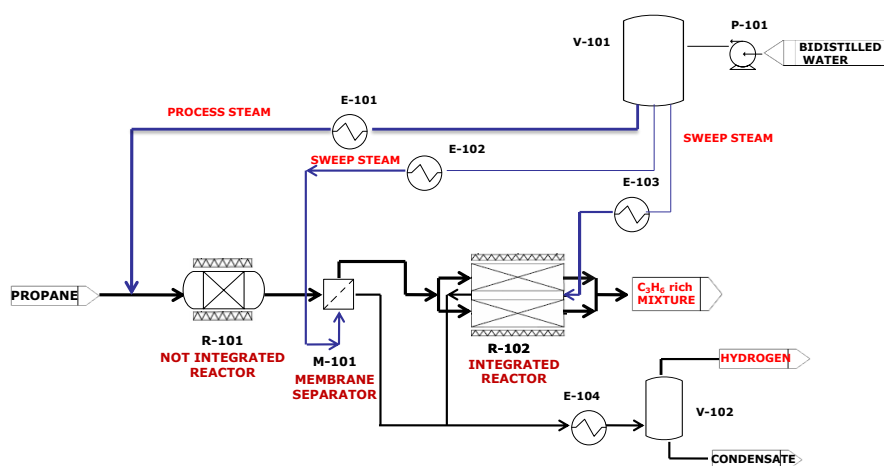 P-101
V-101
BIDISTILLED
WATER
E-101
PROCESS STEAM
E-102
SWEEP STEAM
SWEEP STEAM
E-103
PROPANE
C₃H₆ rich
MIXTURE
R-101
NOT INTEGRATED
REACTOR
M-101
MEMBRANE
SEPARATOR
R-102
INTEGRATED
REACTOR
HYDROGEN
E-104
V-102
CONDENSATE